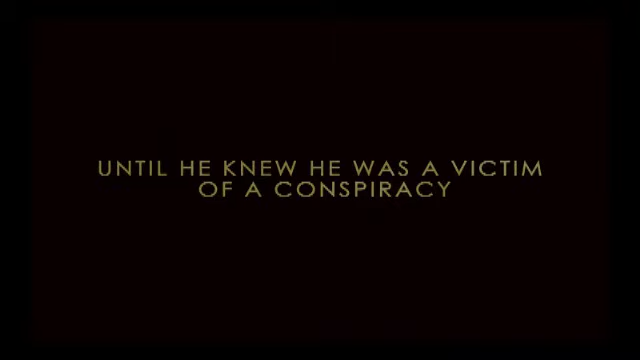 UNTIL HE KNEW HE WAS A VICTIM
OF A CONSPIRACY